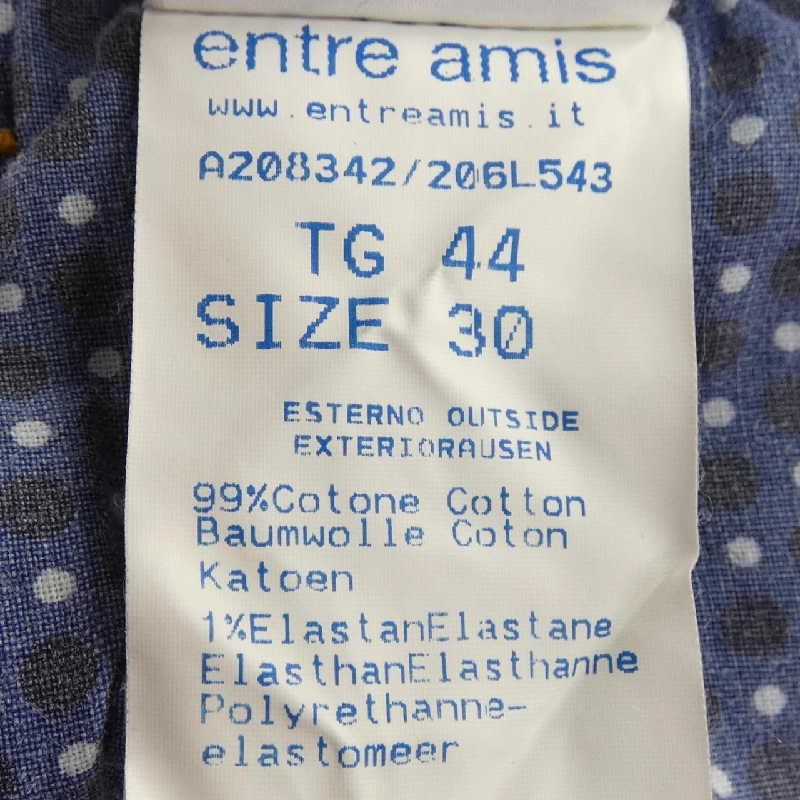 entre amis
www.entreamis.it
A208342/206L543
TG 44
SIZE 30
ESTERNO OUTSIDE
EXTERIORAUSEN
99%Cotone Cotton
Baumwolle Coton
Katoen
1%ElastanElastane
ElasthanElasthanne
Polyrethanne-
elastomeer